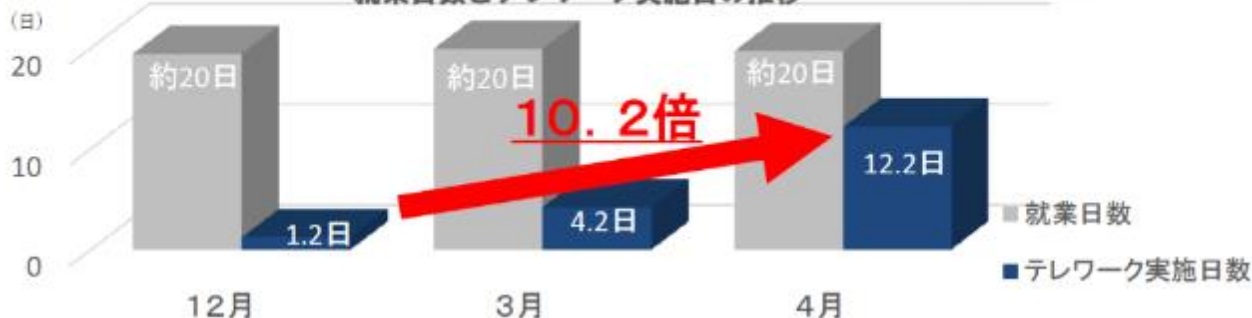 (日)
20
10
0
約20日
1.2日
約20日
4.2日
約20日
12.2日
10．2倍
12月
3月
4月
就業日数
テレワーク実施日数